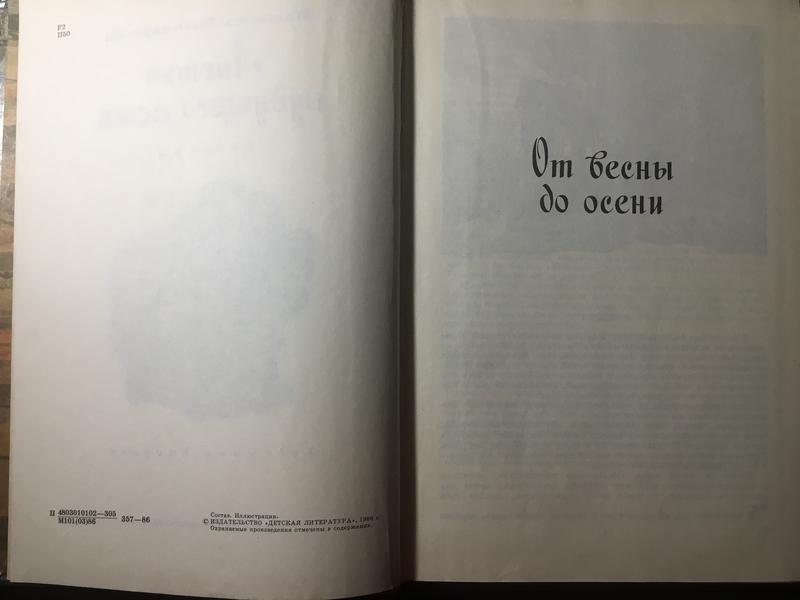 Р2
П50
П 4803010102—305
М101(03)86
357—86
Состав. Иллюстрации.
© ИЗДАТЕЛЬСТВО «ДЕТСКАЯ ЛИТЕРАТУРА», 1986 г.
Охраняемые произведения отмечены в содержании.
От весны
до осени